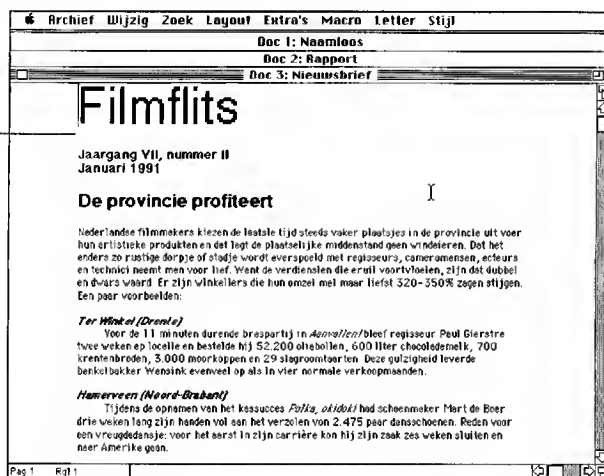 Archief Wijzig Zoek Layout Extra's Macro Letter Stijl
Doc 1: Naamloos
Doc 2: Rapport
Doc 3: Nieuwsbrief
Filmflits
Jaargang VII, nummer II
Januari 1991
De provincie profiteert
Nederlandse filmmekers kiezen de laatste tijd steeds vaker plaatsjes in de provincie uit voer
hun artistieke produkten en dat legt de plaatselijke middenstand geen windeieren. Dat het
anders zo rustige dorpje of stadje wordt overspoeld met regisseurs, cameramensen, acteurs
en technici neemt men voor lief. Want de verdiensten die eruit voortvloeien, zijn dat dubbel
en dwars waard. Er zijn winkeliers die hun omzet met maar liefst 320-350% zagen stijgen.
Een paar voorbeelden:
Ter Winkel (Drente)
Voor de 11 minuten durende braspartij in Aanvallen! bleef regisseur Paul Gierstre
twee weken op locatie en bestelde hij 52.200 oliebollen, 600 liter chocolademelk, 700
krentenbroden, 3.000 moorkoppen en 29 slagroomtaarten. Deze gulzigheid leverde
banketbakker Wensink evenveel op als in vier normale verkoopmaanden.
Hamerveen (Noord-Brabant)
Tijdens de opnamen van het kassucces Polka, okidoki had schoenmaker Mart de Boer
drie weken lang zijn handen vol aan het verzolen van 2.475 paar dansschoenen. Reden voor
een vreugdedansje: voor het eerst in zijn carrière kon hij zijn zaak zes weken sluiten en
naar Amerika gaan.
Pag 1 Rgl 1